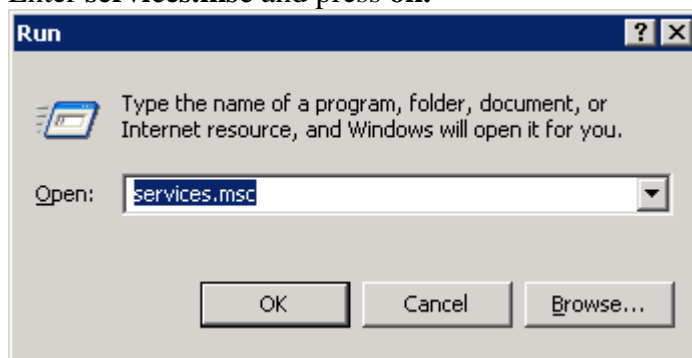 Enter services.msc and press ok.
Run
Type the name of a program, folder, document, or
Internet resource, and Windows will open it for you.
Open: services.msc
OK Cancel Browse...